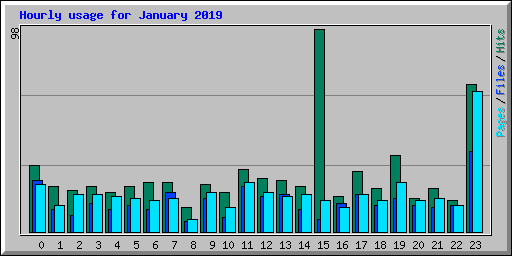 Hourly usage for January 2019
98
Pages / Files / Hits
0 1 2 3 4 5 6 7 8 9 10 11 12 13 14 15 16 17 18 19 20 21 22 23